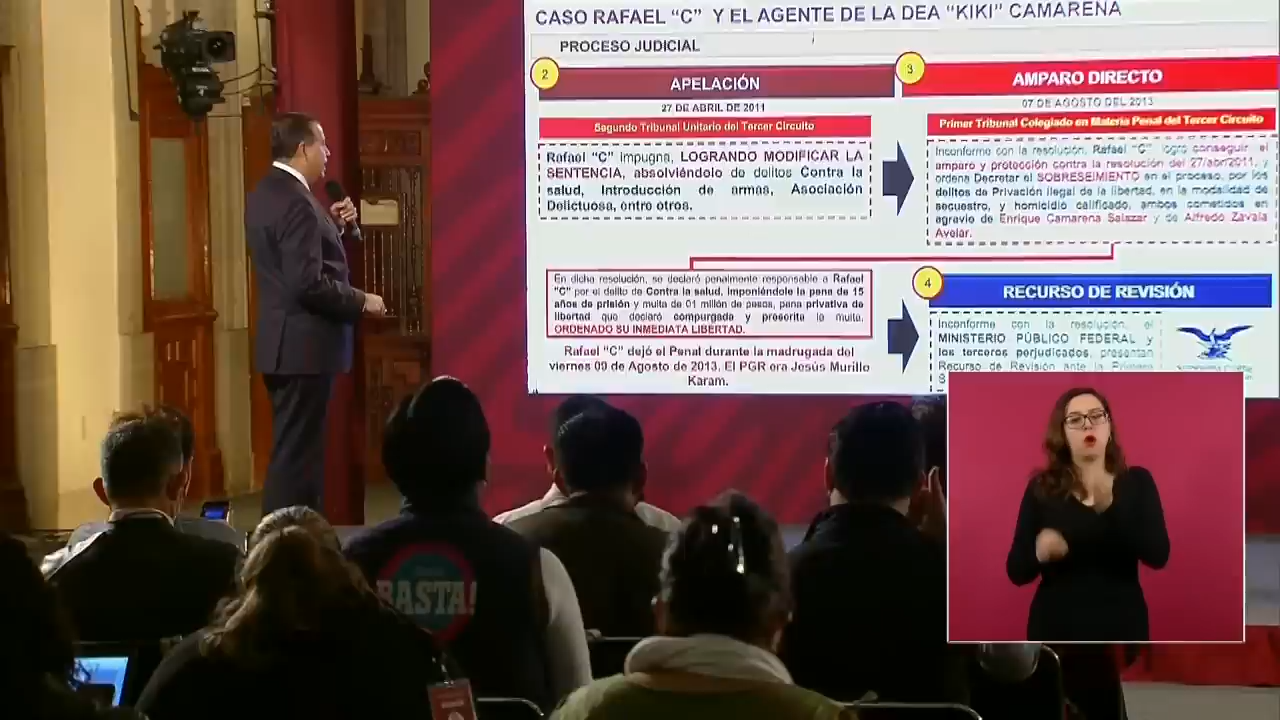 CASO RAFAEL “C” Y EL AGENTE DE LA DEA “KIKI” CAMARENA
PROCESO JUDICIAL
2
APELACIÓN
27 DE ABRIL DE 2011
Segundo Tribunal Unitario del Tercer Circuito
Rafael “C” impugna, LOGRANDO MODIFICAR LA
SENTENCIA, absolviéndole de delitos Contra la
salud, Introducción de armas, Asociación
Delictuosa, entre otros.
3
AMPARO DIRECTO
07 DE AGOSTO DEL 2013
Primer Tribunal Colegiado en Materia Penal del Tercer Circuito
Inconforme con la resolución, Rafael “C” logró conseguir el
amparo y protección contra la resolución del 27/abr/2011, y
ordena Decretar el SOBRESEIMIENTO en el proceso, por los
delitos de Privación ilegal de la libertad, en la modalidad de
secuestro, y homicidio calificado, ambos cometidos en
agravio de Enrique Camarena Salazar y de Alfredo Zavala
Avelar.
En dicha resolución, se declaró penalmente responsable a Rafael
“C” por el delito de Contra la salud, imponiéndole la pena de 15
años de prisión y multa de 01 millón de pesos, pena privativa de
libertad que declaró compurgada y prescrita la multa,
ORDENADO SU INMEDIATA LIBERTAD.
Rafael “C” dejó el Penal durante la madrugada del
viernes 09 de Agosto de 2013. El PGR era Jesús Murillo
Karam.
4
RECURSO DE REVISIÓN
Inconforme con la resolución, el
MINISTERIO PÚBLICO FEDERAL y
los terceros perjudicados, presentan
Recurso de Revisión ante la Primera
BASTA!